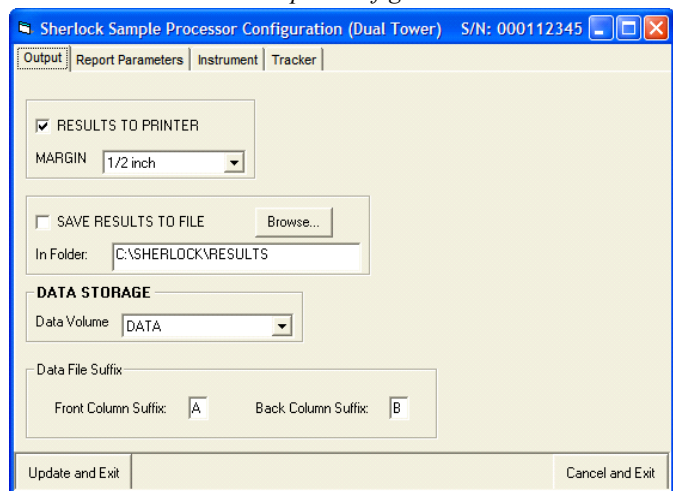 Sherlock Sample Processor Configuration (Dual Tower) S/N: 000112345
Output Report Parameters Instrument Tracker
RESULTS TO PRINTER
MARGIN 1/2 inch
SAVE RESULTS TO FILE Browse...
In Folder: C:\SHERLOCK\RESULTS
DATA STORAGE
Data Volume DATA
Data File Suffix
Front Column Suffix: A Back Column Suffix: B
Update and Exit Cancel and Exit